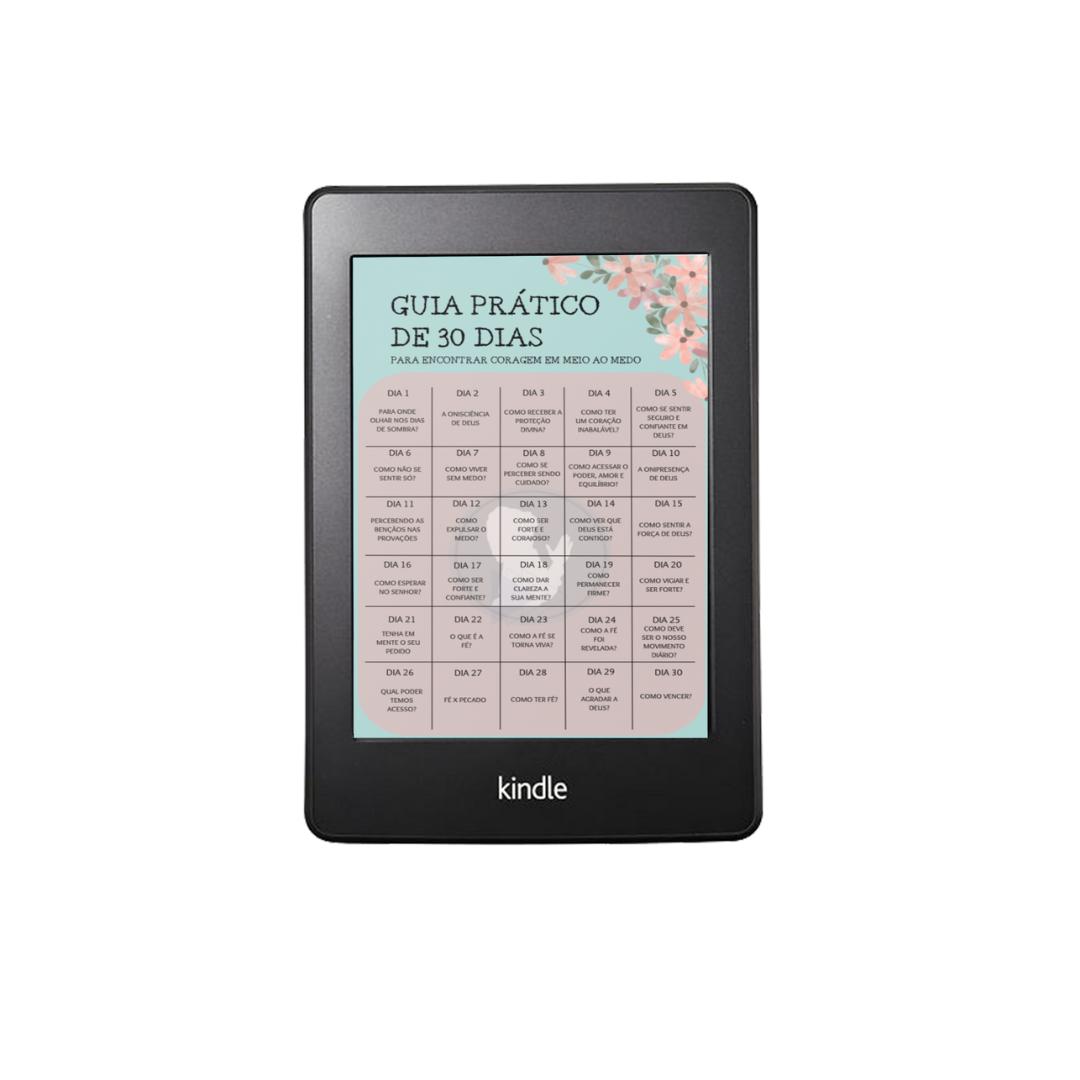 GUIA PRÁTICO
DE 30 DIAS
PARA ENCONTRAR CORAGEM EM MEIO AO MEDO
DIA 1
PARA ONDE
OLHAR NOS DIAS
DE SOMBRA?
DIA 2
A ONISCIÊNCIA
DE DEUS
DIA 3
COMO RECEBER A
PROTEÇÃO
DIVINA?
DIA 4
COMO TER
UM CORAÇÃO
INABALÁVEL?
DIA 5
COMO SE SENTIR
SEGURO E
CONFIANTE EM
DEUS?
DIA 6
COMO NÃO SE
SENTIR SÓ?
DIA 7
COMO VIVER
SEM MEDO?
DIA 8
COMO SE
PERCEBER SENDO
CUIDADO?
DIA 9
COMO ACESSAR O
PODER, AMOR E
EQUILÍBRIO?
DIA 10
A ONIPRESENÇA
DE DEUS
DIA 11
PERCEBENDO AS
BENÇÃOS NAS
PROVAÇÕES
DIA 12
COMO
EXPULSAR O
MEDO?
DIA 13
COMO SER
FORTE E
CORAJOSO?
DIA 14
COMO VER QUE
DEUS ESTÁ
CONTIGO?
DIA 15
COMO SENTIR A
FORÇA DE DEUS?
DIA 16
COMO ESPERAR
NO SENHOR?
DIA 17
COMO SER
FORTE E
CONFIANTE?
DIA 18
COMO DAR
CLAREZA A
SUA MENTE?
DIA 19
COMO
PERMANECER
FIRME?
DIA 20
COMO VIGIAR E
SER FORTE?
DIA 21
TENHA EM
MENTE O SEU
PEDIDO
DIA 22
O QUE É A
FÉ?
DIA 23
COMO A FÉ SE
TORNA VIVA?
DIA 24
COMO A FÉ
FOI
REVELADA?
DIA 25
COMO DEVE
SER O NOSSO
MOVIMENTO
DIÁRIO?
DIA 26
QUAL PODER
TEMOS
ACESSO?
DIA 27
FÉ X PECADO
DIA 28
COMO TER FÉ?
DIA 29
O QUE
AGRADAR A
DEUS?
DIA 30
COMO VENCER?
kindle